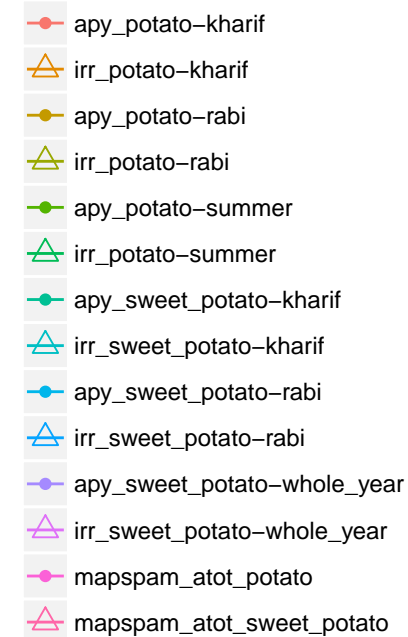 apy_potato−kharif
irr_potato−kharif
apy_potato−rabi
irr_potato−rabi
apy_potato−summer
irr_potato−summer
apy_sweet_potato−kharif
irr_sweet_potato−kharif
apy_sweet_potato−rabi
irr_sweet_potato−rabi
apy_sweet_potato−whole_year
irr_sweet_potato−whole_year
mapspam_atot_potato
mapspam_atot_sweet_potato